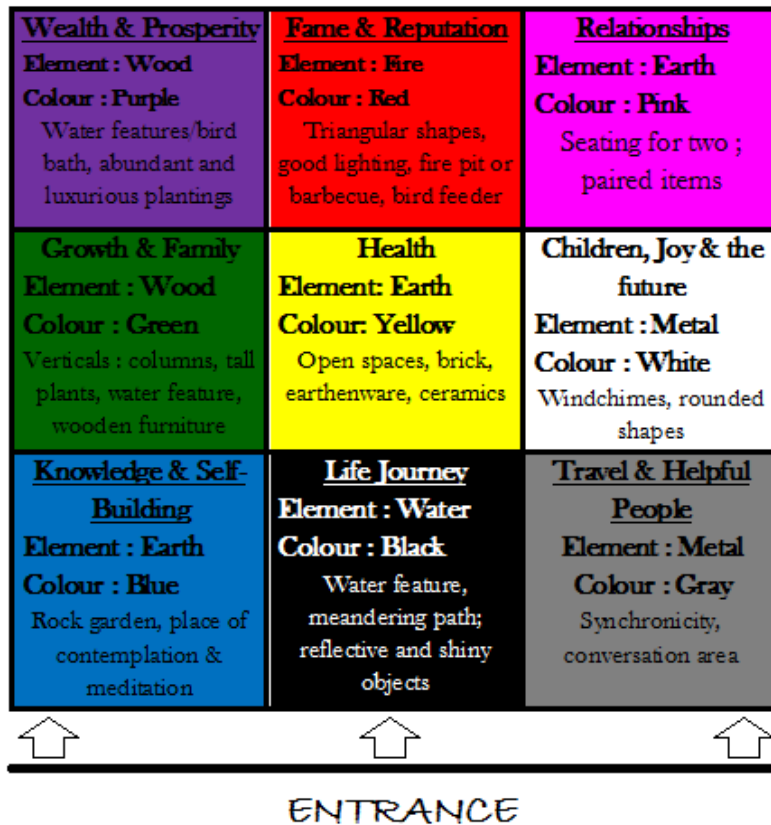 Wealth & Prosperity
Element : Wood
Colour : Purple
Water features/bird
bath, abundant and
luxurious plantings
Fame & Reputation
Element : Fire
Colour : Red
Triangular shapes,
good lighting, fire pit or
barbecue, bird feeder
Relationships
Element : Earth
Colour : Pink
Seating for two ;
paired items
Growth & Family
Element : Wood
Colour : Green
Verticals : columns, tall
plants, water feature,
wooden furniture
Health
Element: Earth
Colour: Yellow
Open spaces, brick,
earthenware, ceramics
Children, Joy & the
future
Element : Metal
Colour : White
Windchimes, rounded
shapes
Knowledge & Self-
Building
Element : Earth
Colour : Blue
Rock garden, place of
contemplation &
meditation
Life Journey
Element : Water
Colour : Black
Water feature,
meandering path;
reflective and shiny
objects
Travel & Helpful
People
Element : Metal
Colour : Gray
Synchronicity,
conversation area
ENTRANCE